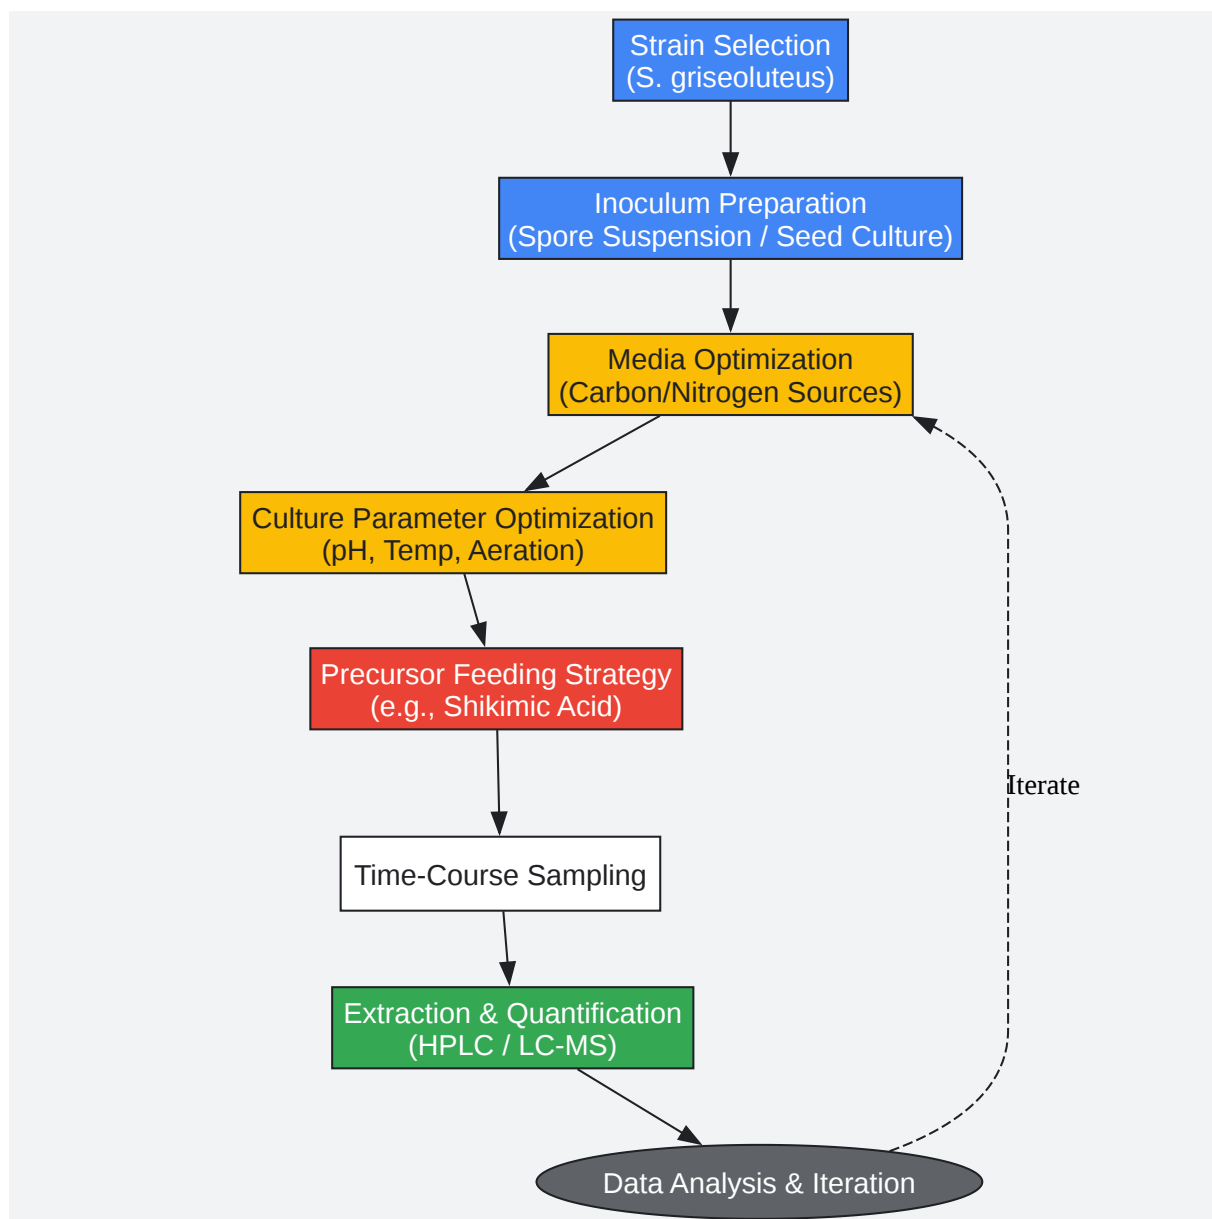 Strain Selection
(S. griseoluteus)
Inoculum Preparation
(Spore Suspension / Seed Culture)
Media Optimization
(Carbon/Nitrogen Sources)
Culture Parameter Optimization
(pH, Temp, Aeration)
Precursor Feeding Strategy
(e.g., Shikimic Acid)
Iterate
Time-Course Sampling
Extraction & Quantification
(HPLC / LC-MS)
Data Analysis & Iteration